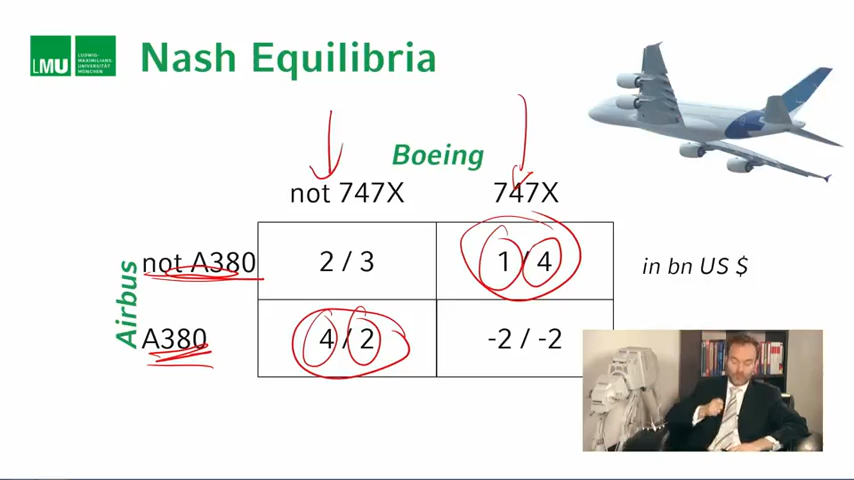 LMU
LUDWIG-
MAXIMILIANS-
UNIVERSITÄT
MÜNCHEN
Nash Equilibria
Boeing
not 747X 747X
Airbus
not A380 2 / 3 1 / 4 in bn US $
A380 4 / 2 -2 / -2